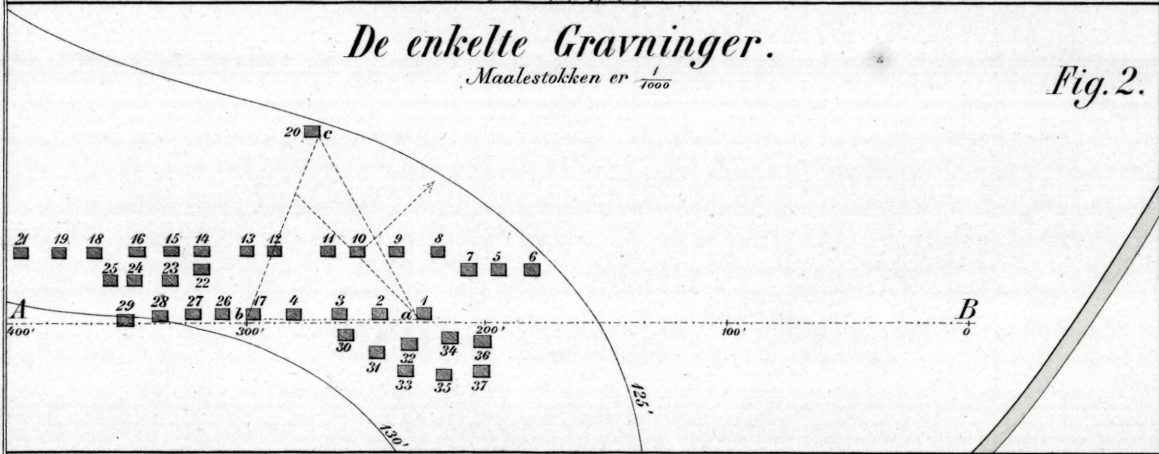 De enkelte Gravninger.
Maalestokken er 1/1000
Fig. 2.
20 c
21 19 18 16 15 14 13 12 11 10 9 8
7 5 6
25 24 23 22
A 29 28 27 26 b 17 4 3 2 a 1 B
400' 300' 200' 100' 0
30 31 32 34 36
33 35 37
125'
130'